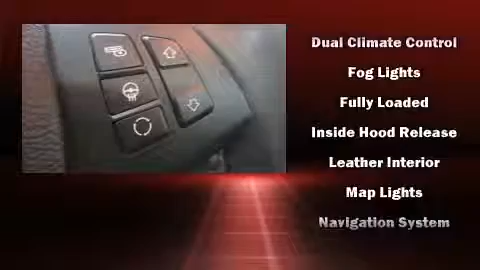 Dual Climate Control
Fog Lights
Fully Loaded
Inside Hood Release
Leather Interior
Map Lights
Navigation System